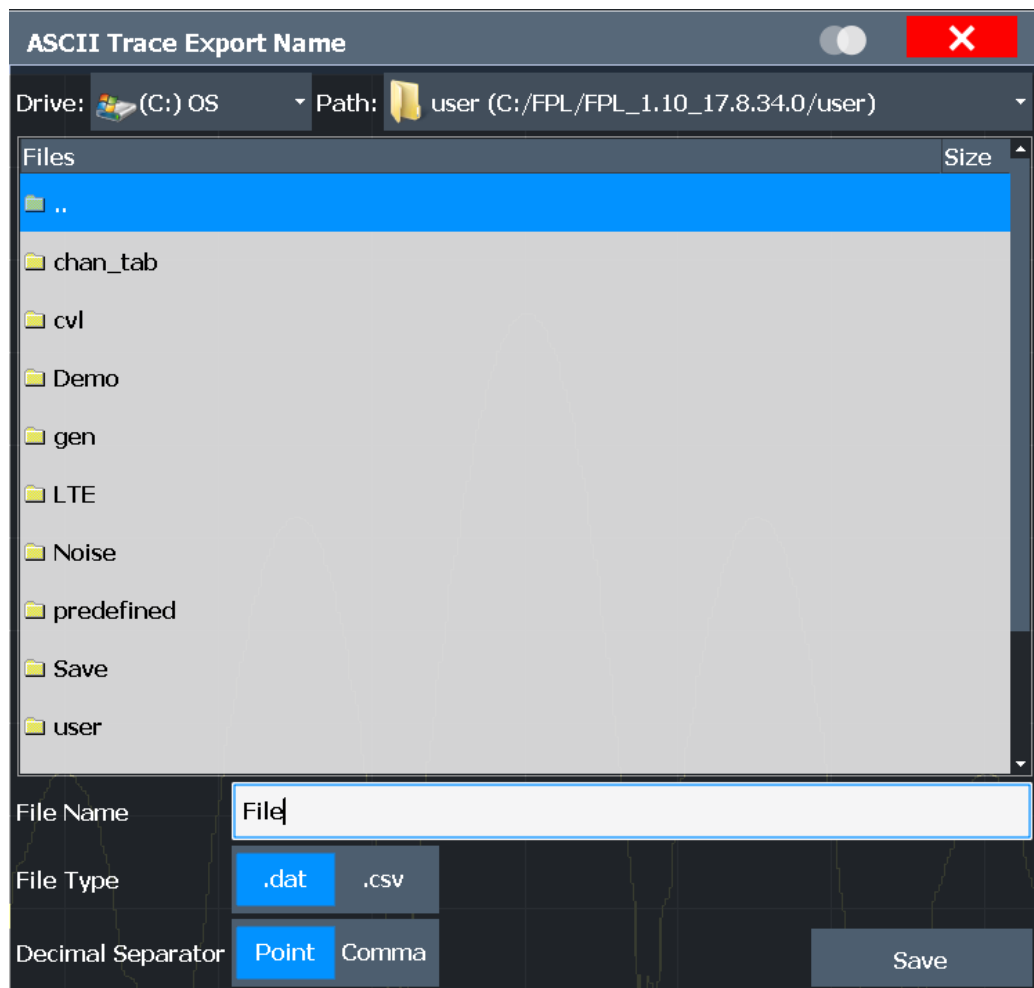 ASCII Trace Export Name
Drive: (C:) OS Path: user (C:/FPL/FPL_1.10_17.8.34.0/user)
Files Size
..
chan_tab
cvl
Demo
gen
LTE
Noise
predefined
Save
user
File Name File
File Type .dat .csv
Decimal Separator Point Comma Save